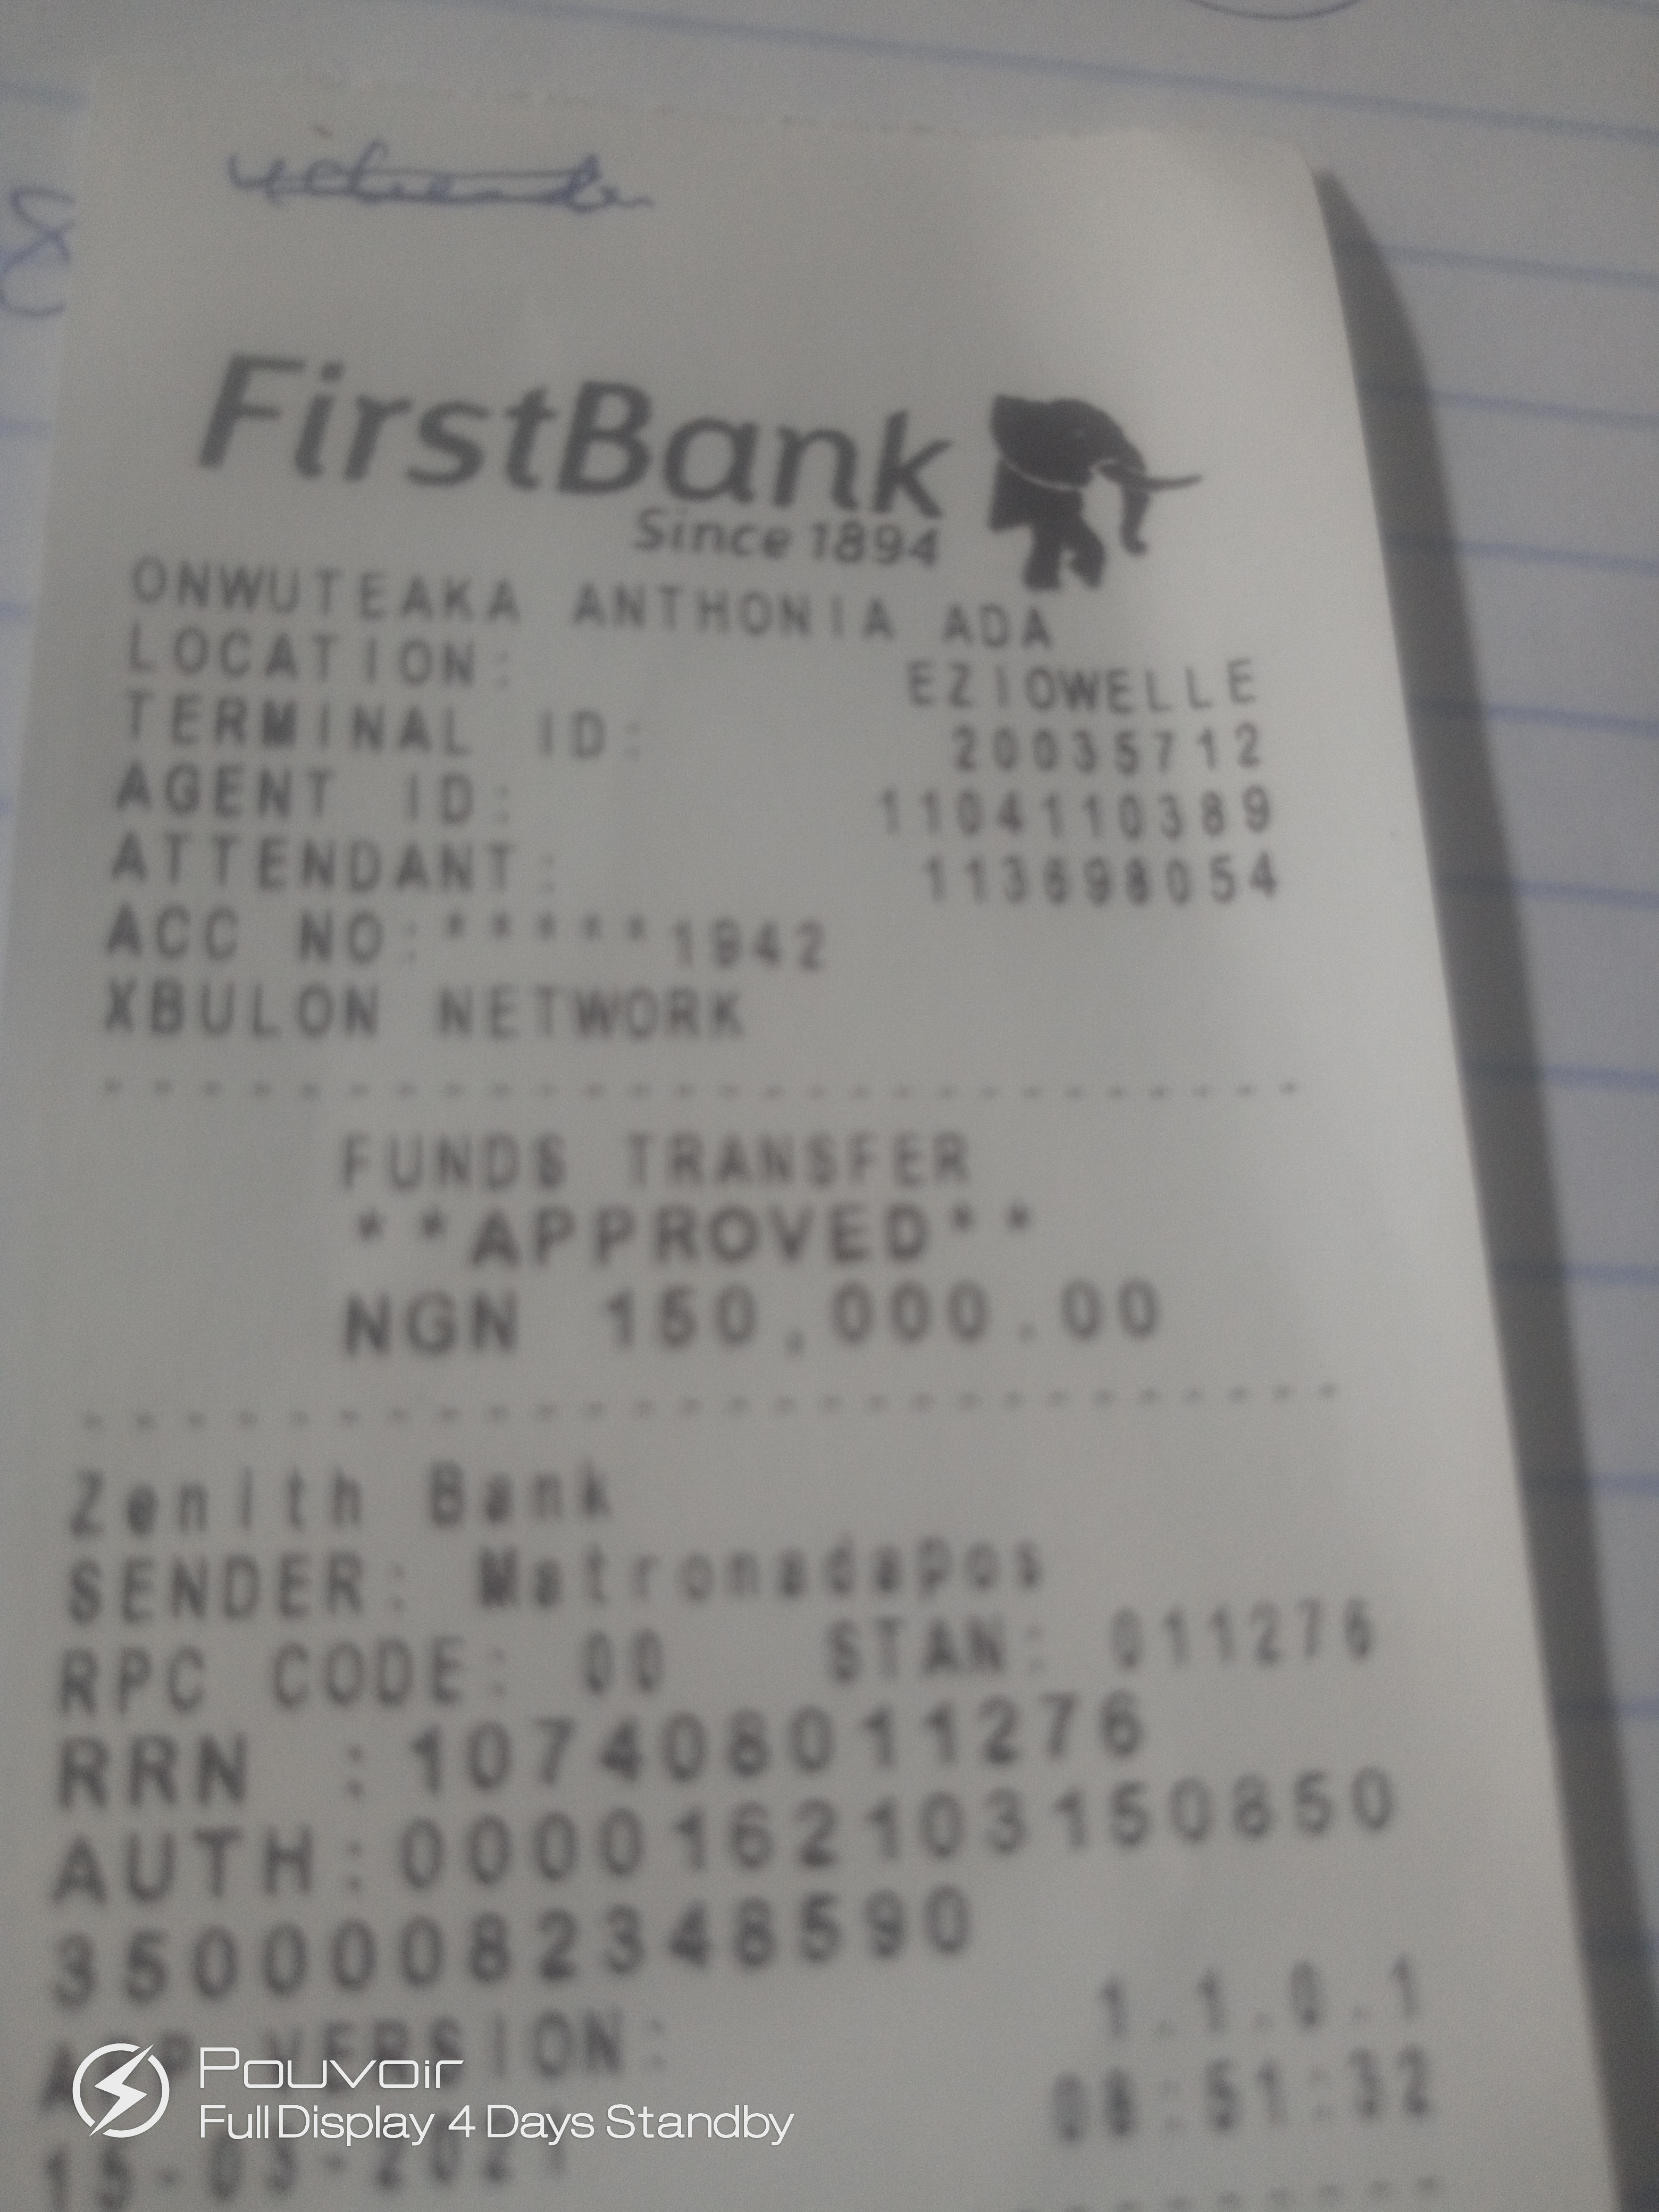 FirstBank
Since 1894
ONWUTEAKA ANTHONIA ADA
LOCATION: EZIOWELLE
TERMINAL ID: 20035712
AGENT ID: 1104110389
ATTENDANT: 113698054
ACC NO:*****1942
XBULON NETWORK
FUNDS TRANSFER
**APPROVED**
NGN 150,000.00
Zenith Bank
SENDER: Matronadapos
RPC CODE: 00 STAN: 011276
RRN :107408011276
AUTH:0000162103150850
35000082348590
APP VERSION: 1.1.0.1
15-03-2021 08:51:32
Pouvoir
Full Display 4 Days Standby